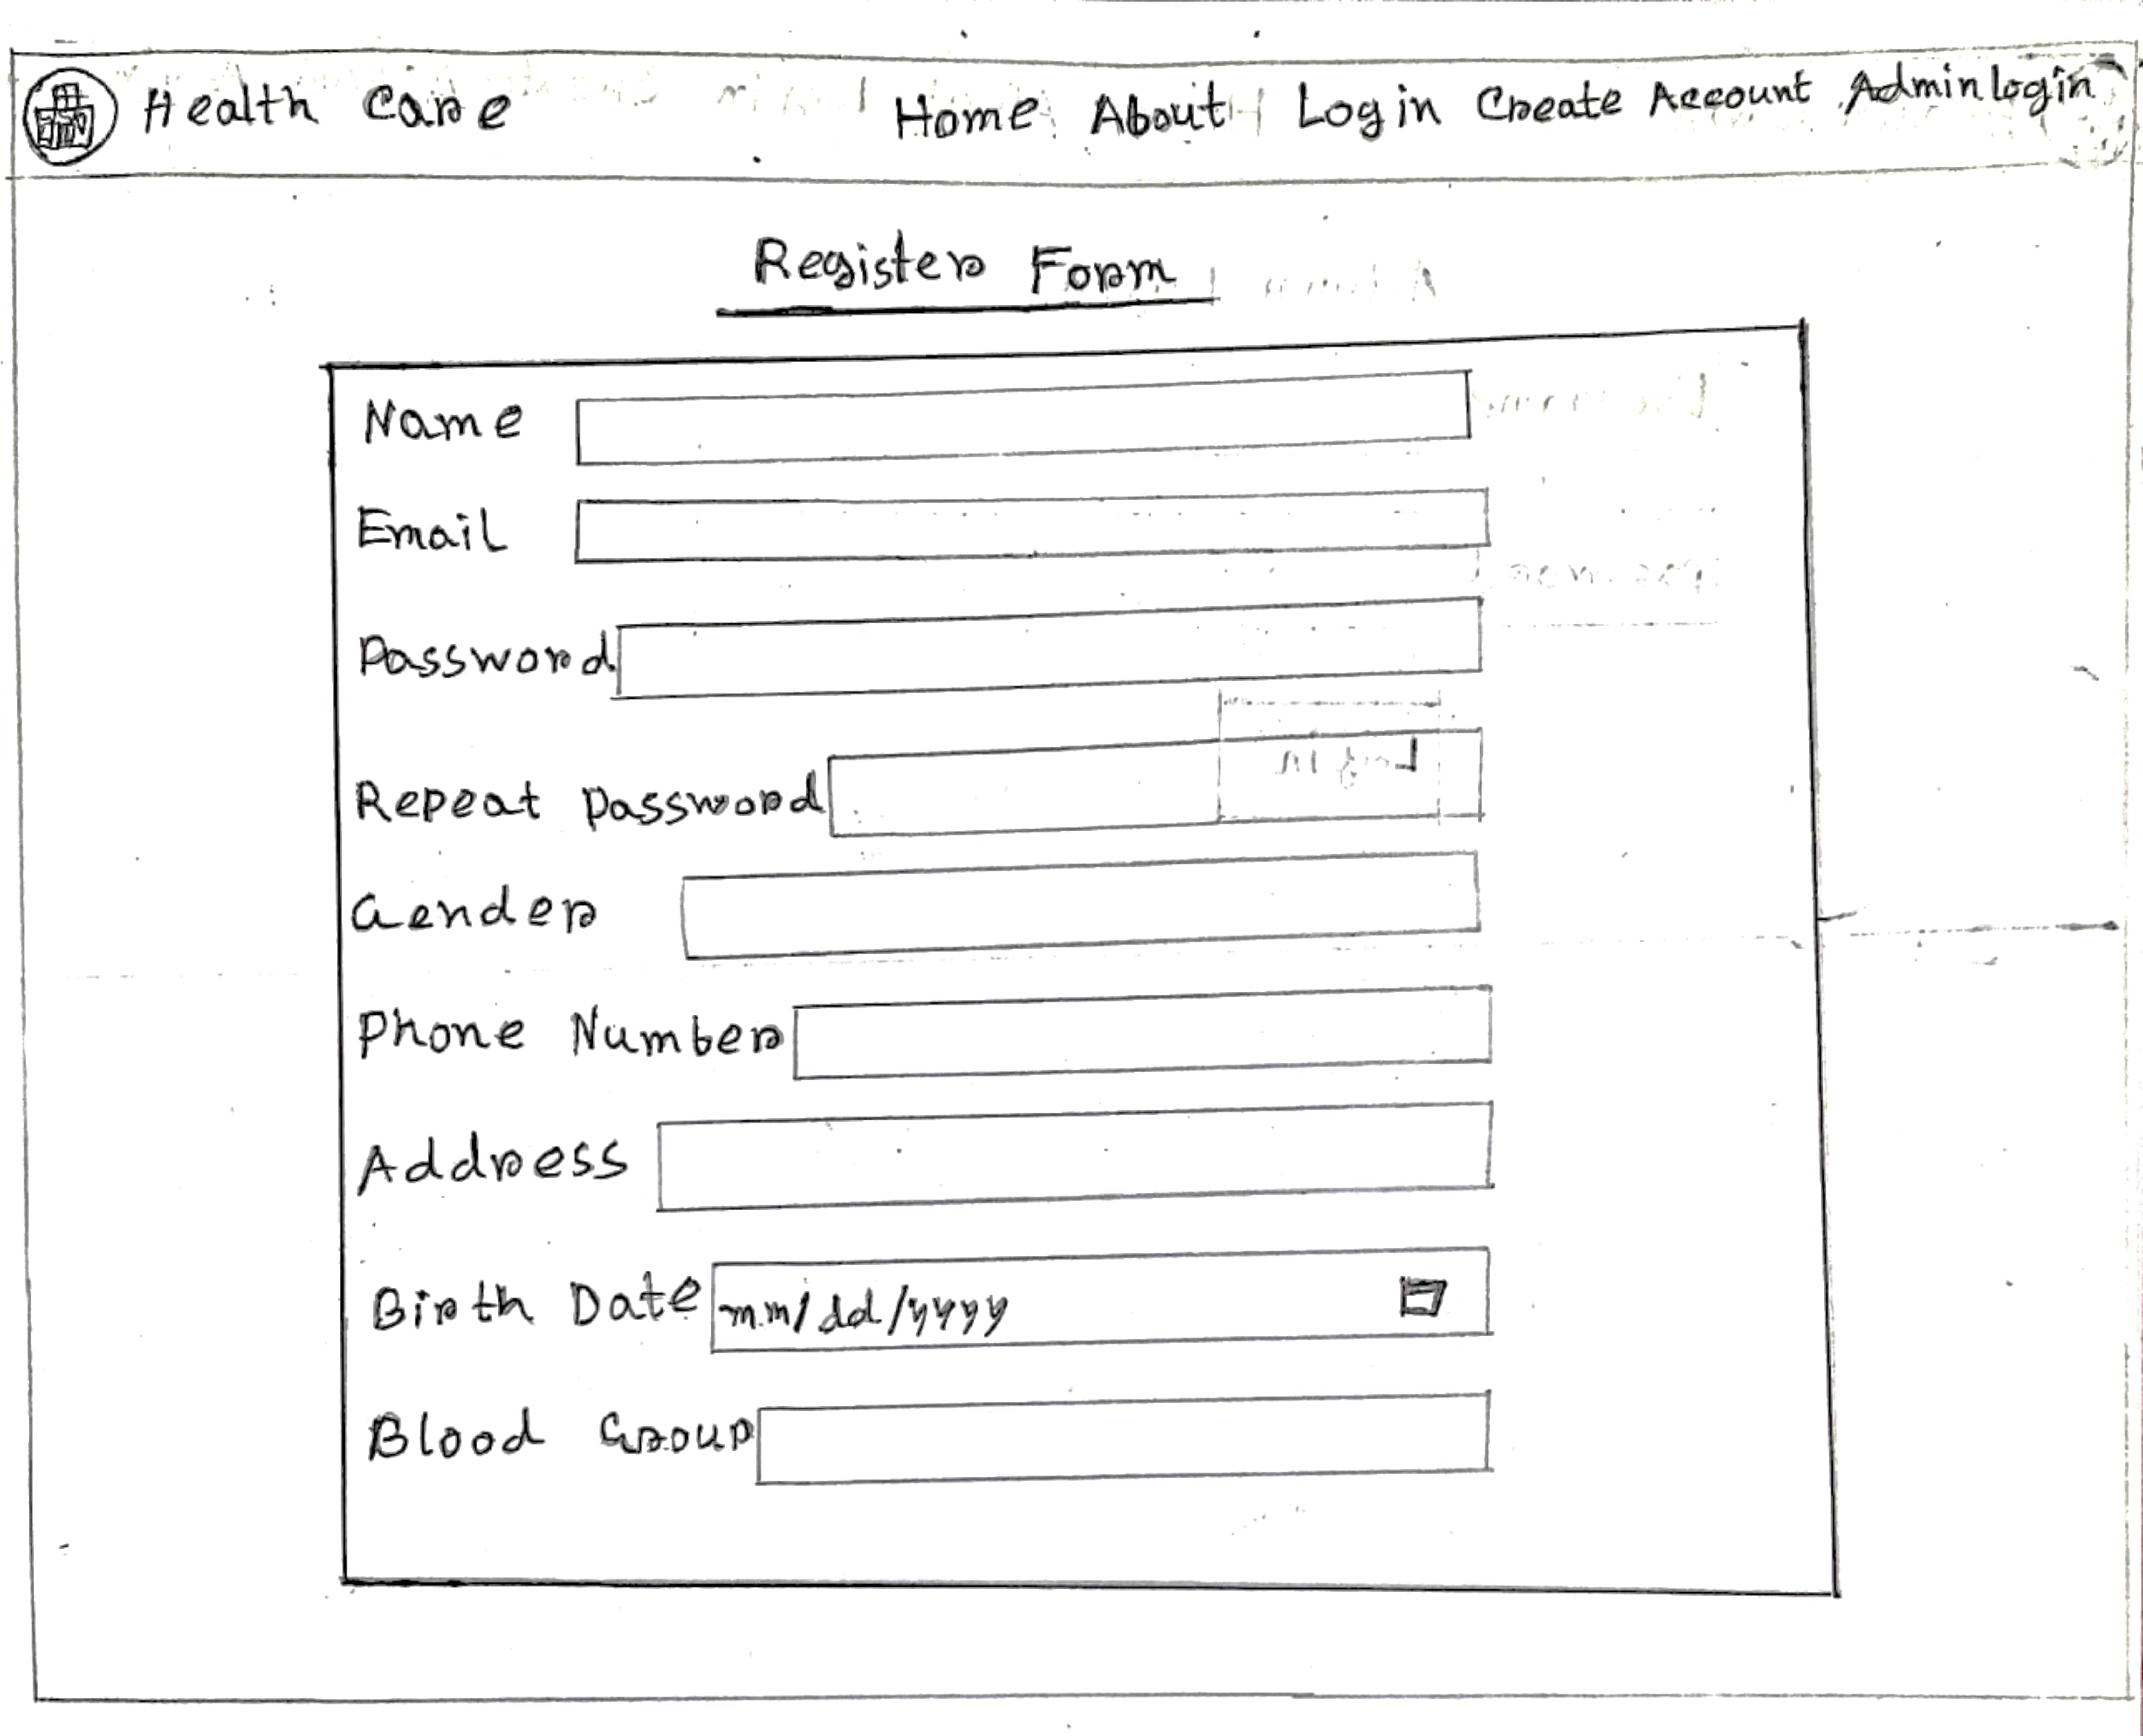 Health Care Home About Login Create Account Admin login
Register Form
Name
Email
Password
Repeat Password
Gender
Phone Number
Address
Birth Date mm/dd/yyyy
Blood Group